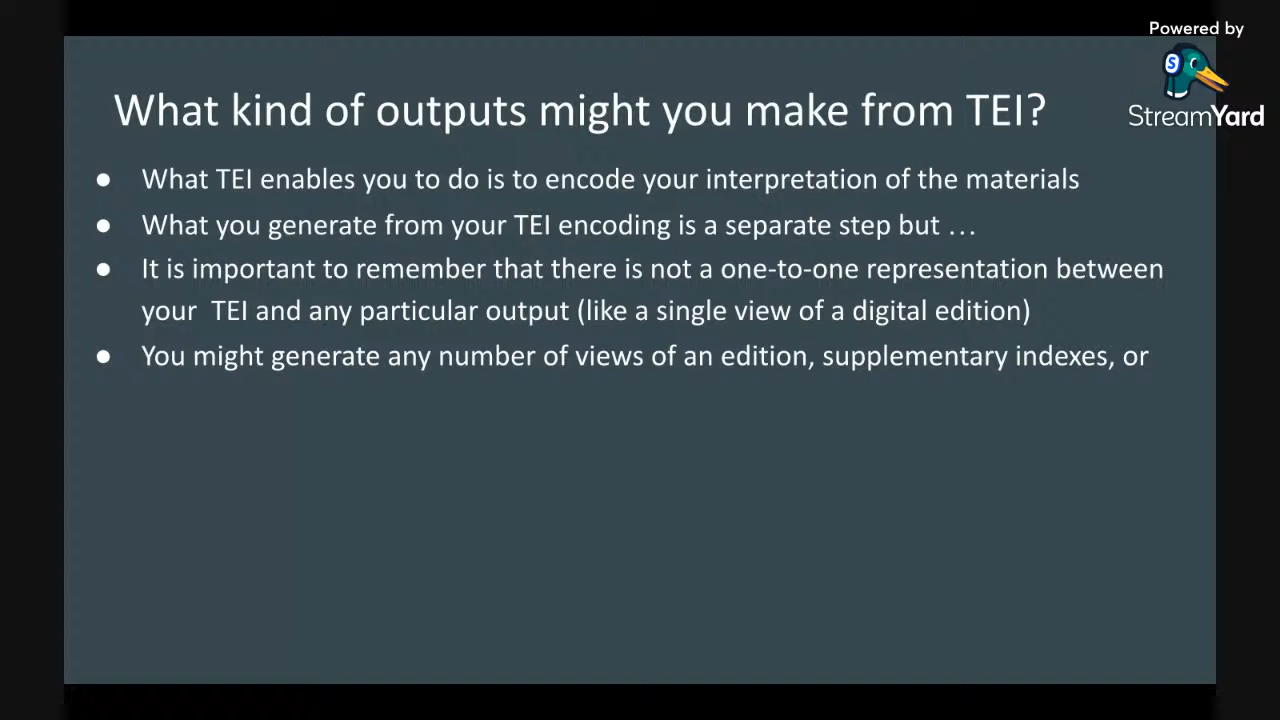 Powered by
S
StreamYard
What kind of outputs might you make from TEI?
● What TEI enables you to do is to encode your interpretation of the materials
● What you generate from your TEI encoding is a separate step but …
● It is important to remember that there is not a one-to-one representation between
your TEI and any particular output (like a single view of a digital edition)
● You might generate any number of views of an edition, supplementary indexes, or